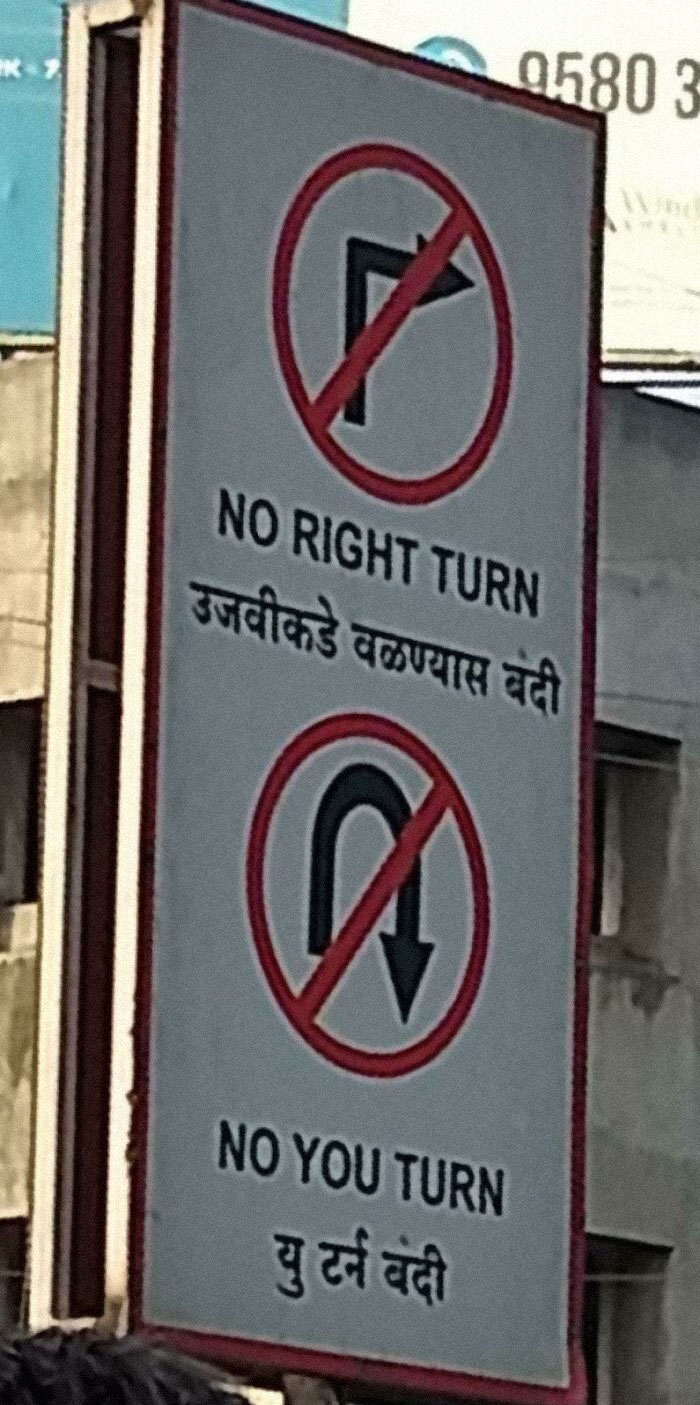 9580 3
NO RIGHT TURN
उजवीकडे वळण्यास बंदी
NO YOU TURN
यु टर्न बंदी